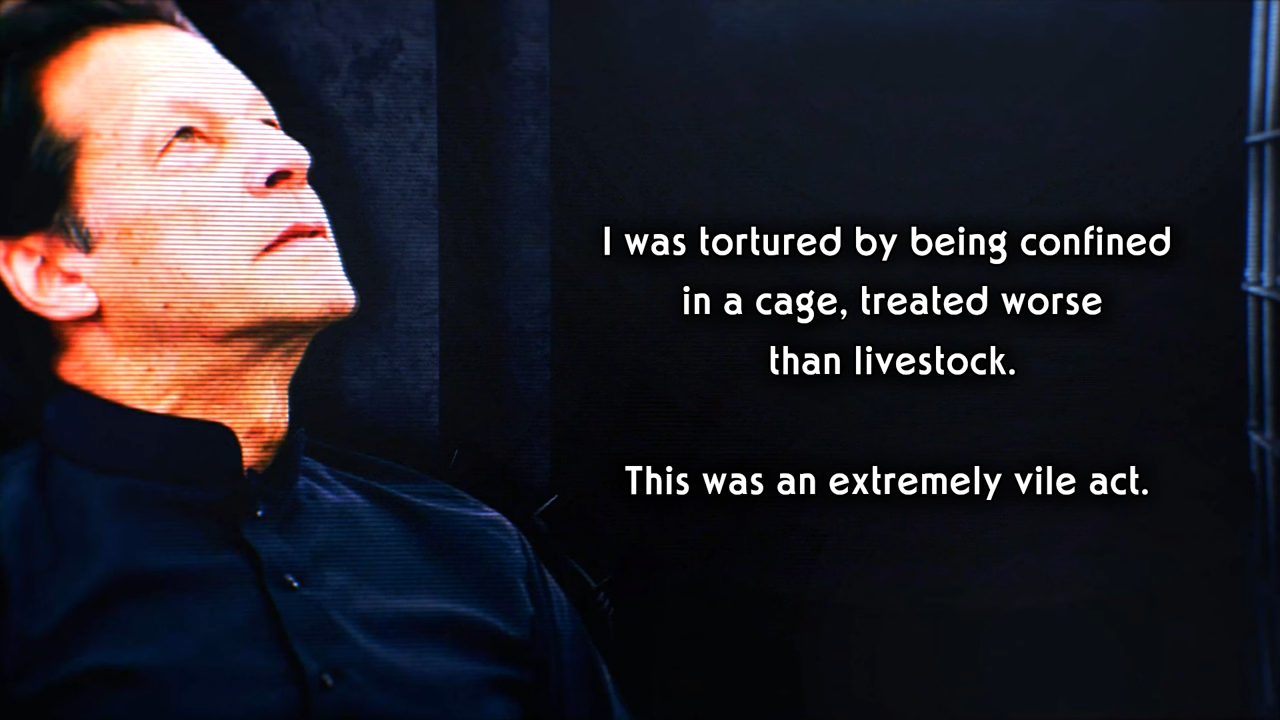 I was tortured by being confined
in a cage, treated worse
than livestock.
This was an extremely vile act.